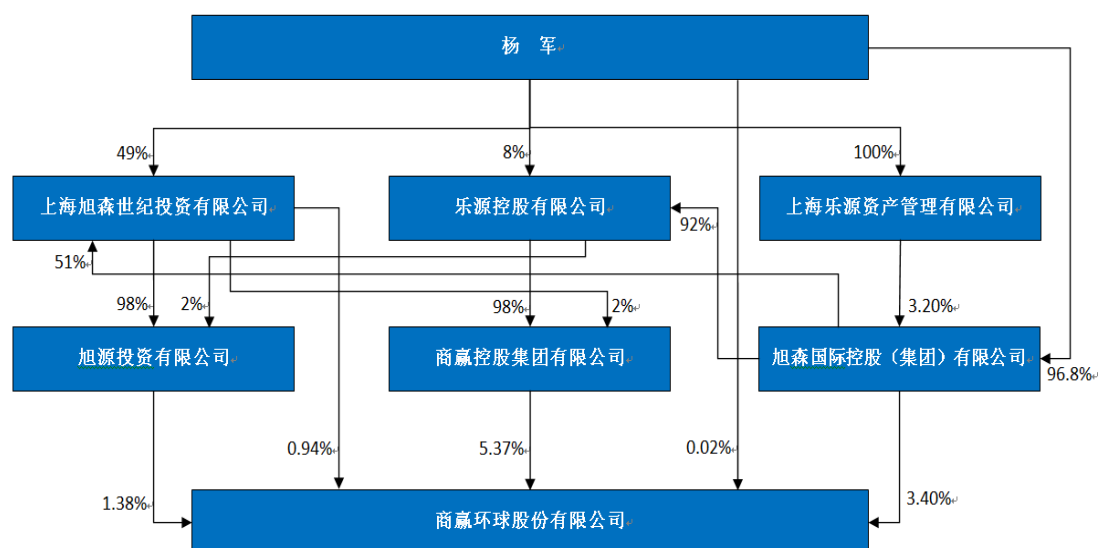 杨 军
49%
8%
100%
上海旭森世纪投资有限公司
乐源控股有限公司
上海乐源资产管理有限公司
92%
51%
98%
2%
98%
2%
3.20%
旭源投资有限公司
商赢控股集团有限公司
旭森国际控股（集团）有限公司
96.8%
0.94%
5.37%
0.02%
1.38%
3.40%
商赢环球股份有限公司